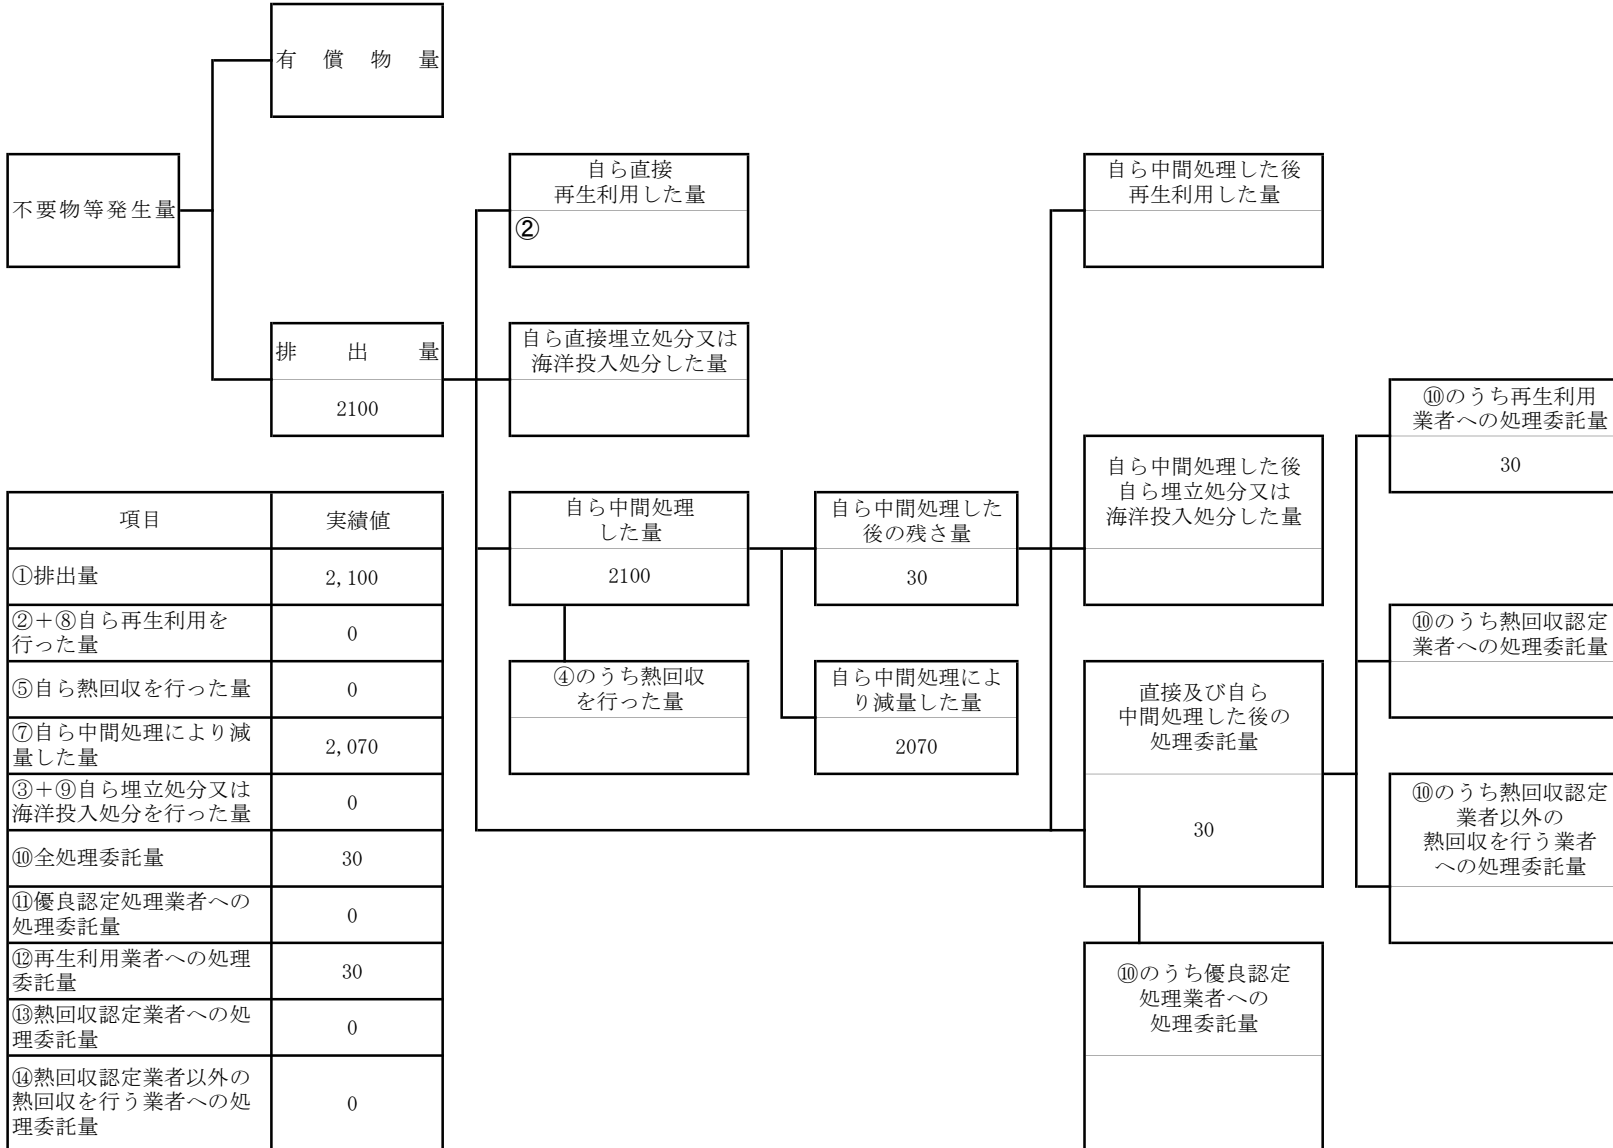 有償物量
不要物等発生量
自ら直接
再生利用した量
②
自ら中間処理した後
再生利用した量
排出量
2100
自ら直接埋立処分又は
海洋投入処分した量
⑩のうち再生利用
業者への処理委託量
30
自ら中間処理した後
自ら埋立処分又は
海洋投入処分した量
自ら中間処理
した量
2100
自ら中間処理した
後の残さ量
30
⑩のうち熱回収認定
業者への処理委託量
④のうち熱回収
を行った量
自ら中間処理によ
り減量した量
2070
直接及び自ら
中間処理した後の
処理委託量
30
⑩のうち熱回収認定
業者以外の
熱回収を行う業者
への処理委託量
⑩のうち優良認定
処理業者への
処理委託量
項目 実績値
①排出量 2,100
②+⑧自ら再生利用を
行った量
0
⑤自ら熱回収を行った量 0
⑦自ら中間処理により減
量した量
2,070
③+⑨自ら埋立処分又は
海洋投入処分を行った量
0
⑩全処理委託量 30
⑪優良認定処理業者への
処理委託量
0
⑫再生利用業者への処理
委託量
30
⑬熱回収認定業者への処
理委託量
0
⑭熱回収認定業者以外の
熱回収を行う業者への処
理委託量
0